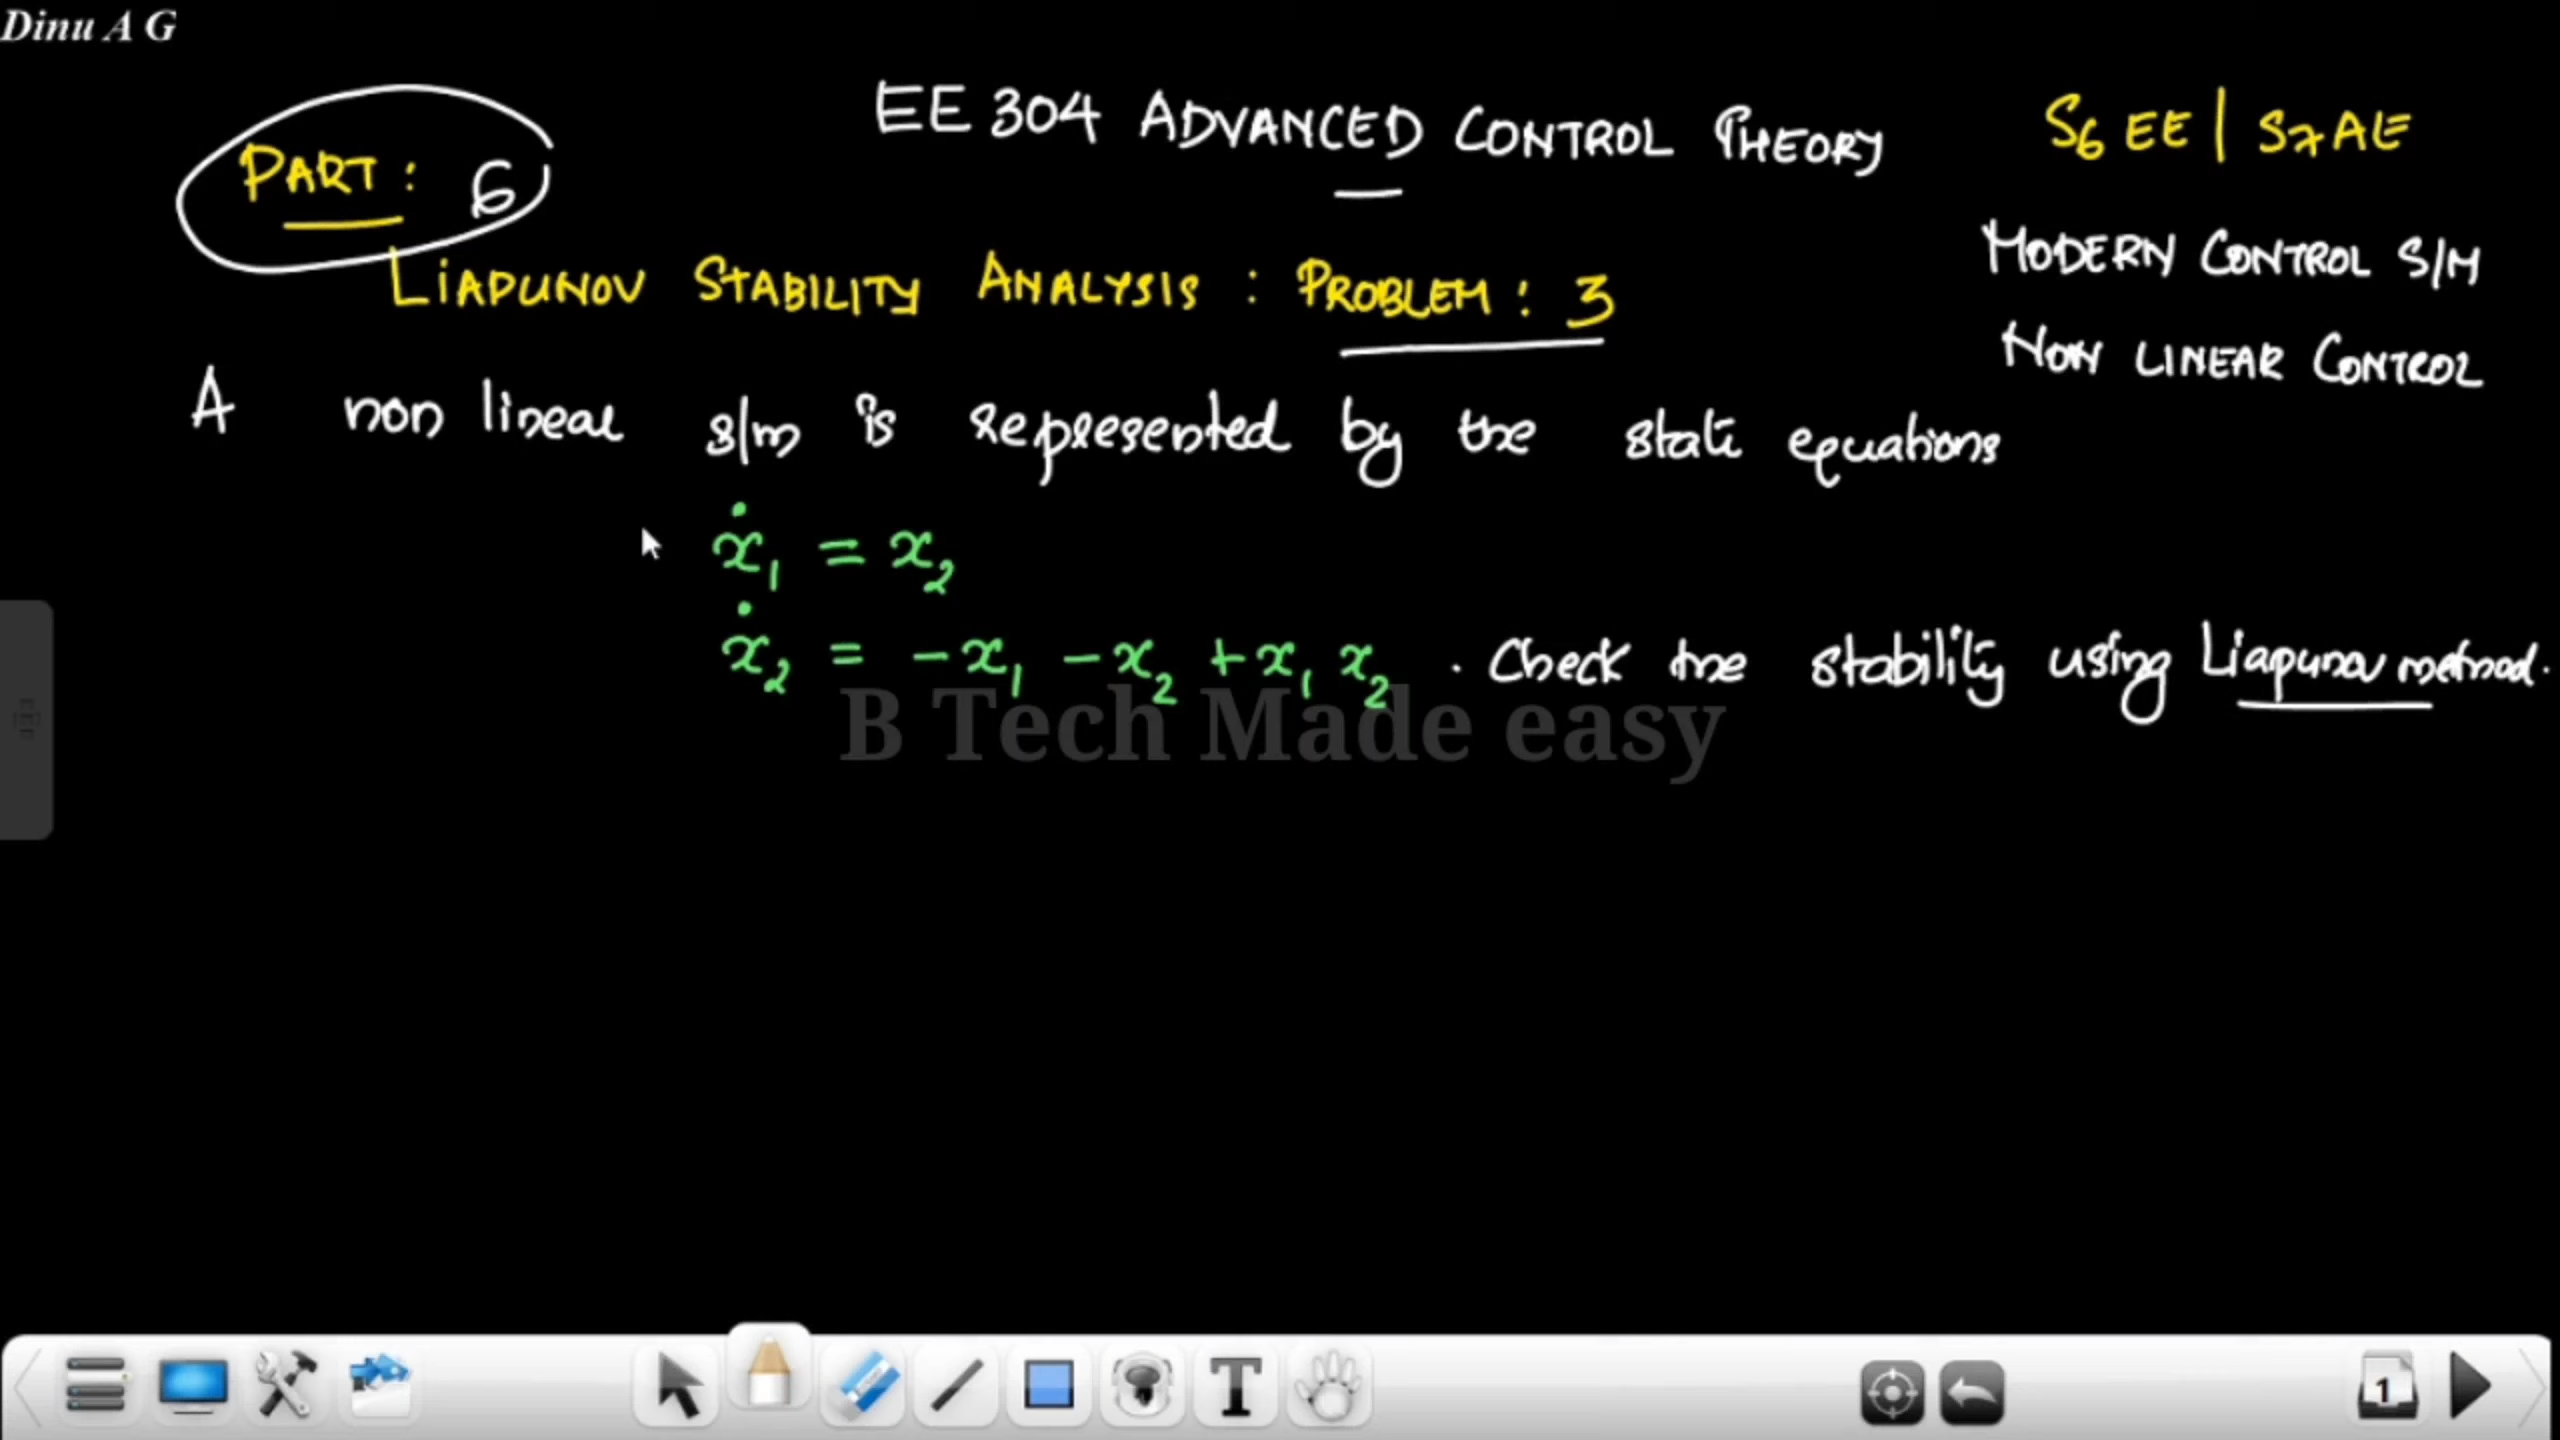 Dinu A G
EE 304 ADVANCED CONTROL THEORY
S6 EE | S7 AE
PART : 6
MODERN CONTROL S/M
LIAPUNOV STABILITY ANALYSIS : PROBLEM : 3
NON LINEAR CONTROL
A non linear s/m is represented by the state equations
ẋ₁ = x₂
ẋ₂ = -x₁ - x₂ + x₁ x₂ . Check the stability using Liapunov method.
B Tech Made easy
T
1